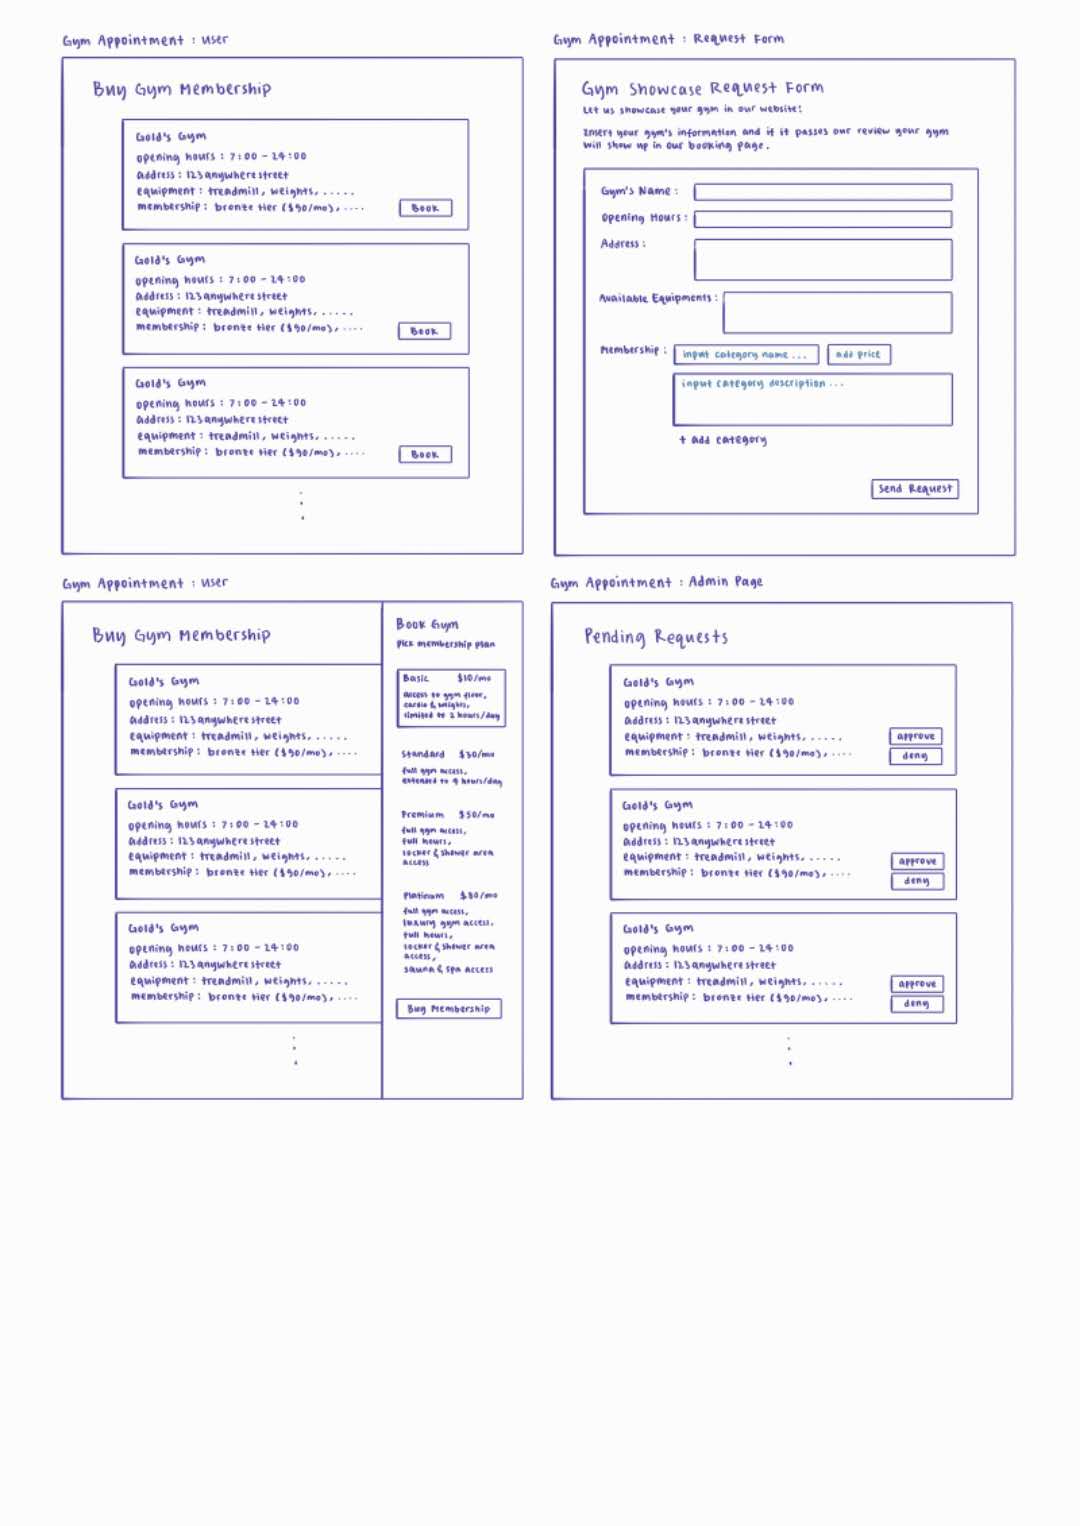 Gym Appointment : User
Buy Gym Membership
Gold's Gym
opening hours : 7:00 - 24:00
address : 123 anywhere street
equipment : treadmill, weights, .....
membership : bronze tier ($90/mo), ....
Book
Gold's Gym
opening hours : 7:00 - 24:00
address : 123 anywhere street
equipment : treadmill, weights, .....
membership : bronze tier ($90/mo), ....
Book
Gold's Gym
opening hours : 7:00 - 24:00
address : 123 anywhere street
equipment : treadmill, weights, .....
membership : bronze tier ($90/mo), ....
Book
Gym Appointment : Request Form
Gym Showcase Request Form
Let us showcase your gym in our website!
Insert your gym's information and if it passes our review your gym
will show up in our booking page.
Gym's Name :
Opening Hours :
Address :
Available Equipments :
Membership : input category name ... add price
input category description ...
+ add category
Send Request
Gym Appointment : User
Buy Gym Membership
Gold's Gym
opening hours : 7:00 - 24:00
address : 123 anywhere street
equipment : treadmill, weights, .....
membership : bronze tier ($90/mo), ....
Gold's Gym
opening hours : 7:00 - 24:00
address : 123 anywhere street
equipment : treadmill, weights, .....
membership : bronze tier ($90/mo), ....
Gold's Gym
opening hours : 7:00 - 24:00
address : 123 anywhere street
equipment : treadmill, weights, .....
membership : bronze tier ($90/mo), ....
Book Gym
pick membership plan
Basic $10/mo
access to gym floor,
cardio & weights,
limited to 2 hours/day
Standard $30/mo
full gym access,
extended to 4 hours/day
Premium $50/mo
full gym access,
full hours,
locker & shower area
access
Platinum $80/mo
full gym access,
luxury gym access,
full hours,
locker & shower area
access,
sauna & spa access
Buy Membership
Gym Appointment : Admin Page
Pending Requests
Gold's Gym
opening hours : 7:00 - 24:00
address : 123 anywhere street
equipment : treadmill, weights, .....
membership : bronze tier ($90/mo), ....
approve
deny
Gold's Gym
opening hours : 7:00 - 24:00
address : 123 anywhere street
equipment : treadmill, weights, .....
membership : bronze tier ($90/mo), ....
approve
deny
Gold's Gym
opening hours : 7:00 - 24:00
address : 123 anywhere street
equipment : treadmill, weights, .....
membership : bronze tier ($90/mo), ....
approve
deny